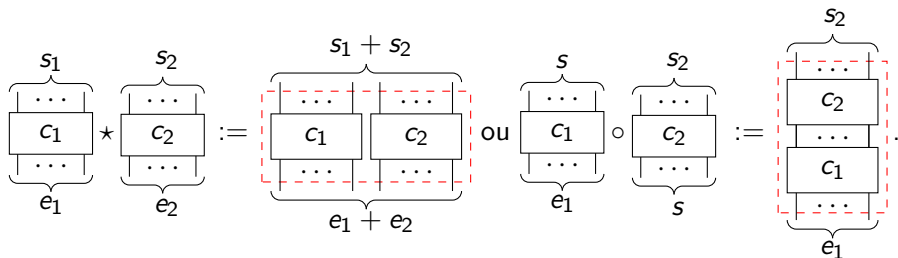 s₁ s₂ s₁ + s₂ s s₂ s₂
⋯ ⋯ ⋯ ⋯ ⋯ ⋯ ⋯
c₁ ⋆ c₂ := c₁ c₂ ou c₁ ∘ c₂ := c₂ ⋯ c₁ .
⋯ ⋯ ⋯ ⋯ ⋯ ⋯ ⋯
e₁ e₂ e₁ + e₂ e₁ s e₁